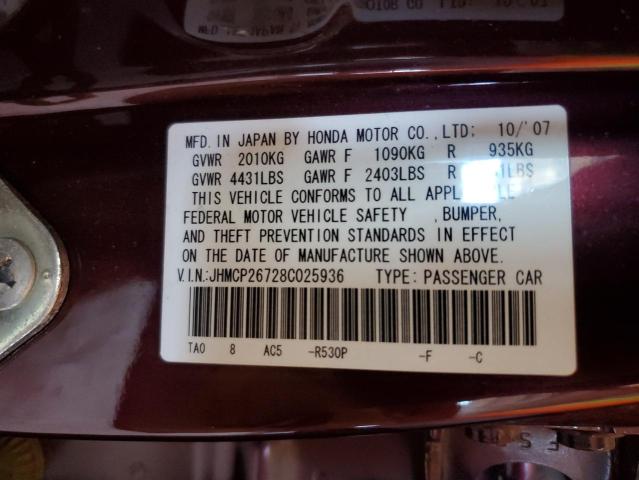 MFD. IN JAPAN BY HONDA MOTOR CO., LTD: 10/'07
GVWR 2010KG GAWR F 1090KG R 935KG
GVWR 4431LBS GAWR F 2403LBS R LBS
THIS VEHICLE CONFORMS TO ALL
FEDERAL MOTOR VEHICLE SAFETY , BUMPER,
AND THEFT PREVENTION STANDARDS IN EFFECT
ON THE DATE OF MANUFACTURE SHOWN ABOVE.
V.I.N.:JHMCP26728C025936 TYPE: PASSENGER CAR
TA0 8 AC5 -R530P -F -C